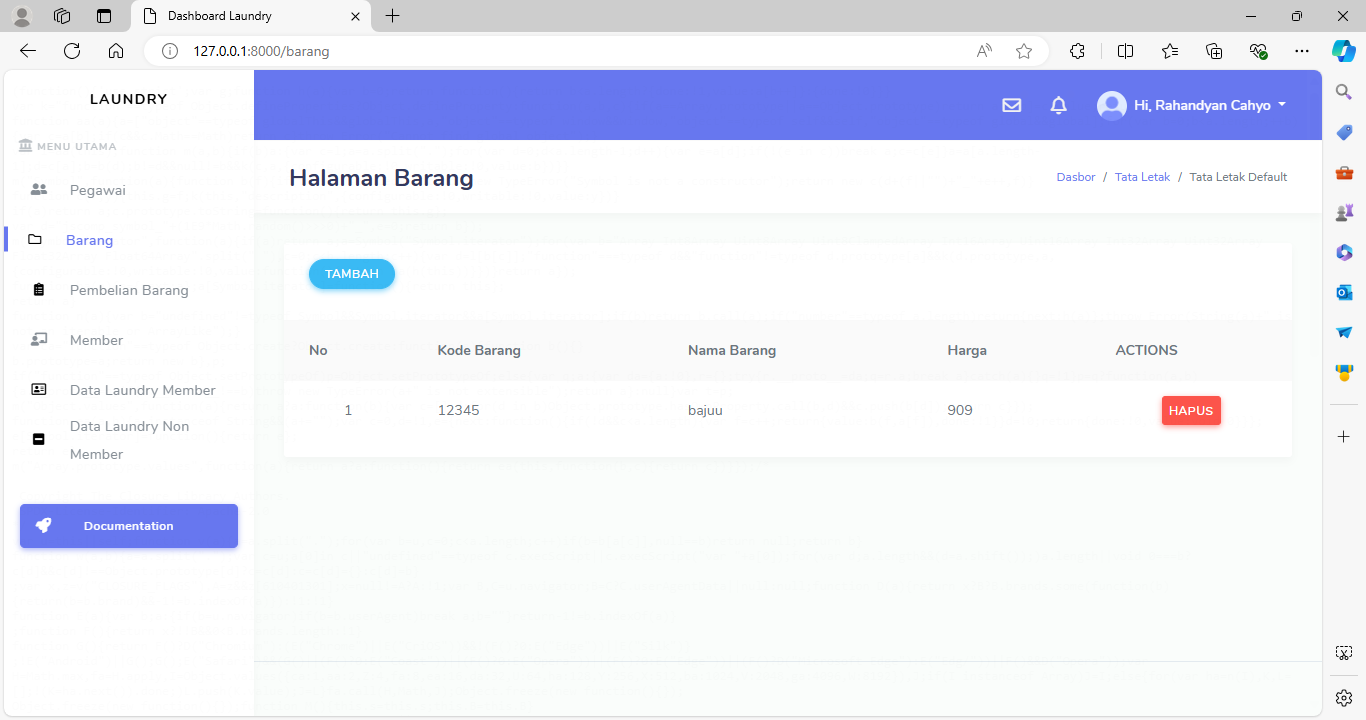 Dashboard Laundry
127.0.0.1:8000/barang
LAUNDRY
MENU UTAMA
Pegawai
Barang
Pembelian Barang
Member
Data Laundry Member
Data Laundry Non
Member
Documentation
Hi, Rahandyan Cahyo
Halaman Barang
Dasbor / Tata Letak / Tata Letak Default
TAMBAH
No Kode Barang Nama Barang Harga ACTIONS
1 12345 bajuu 909 HAPUS